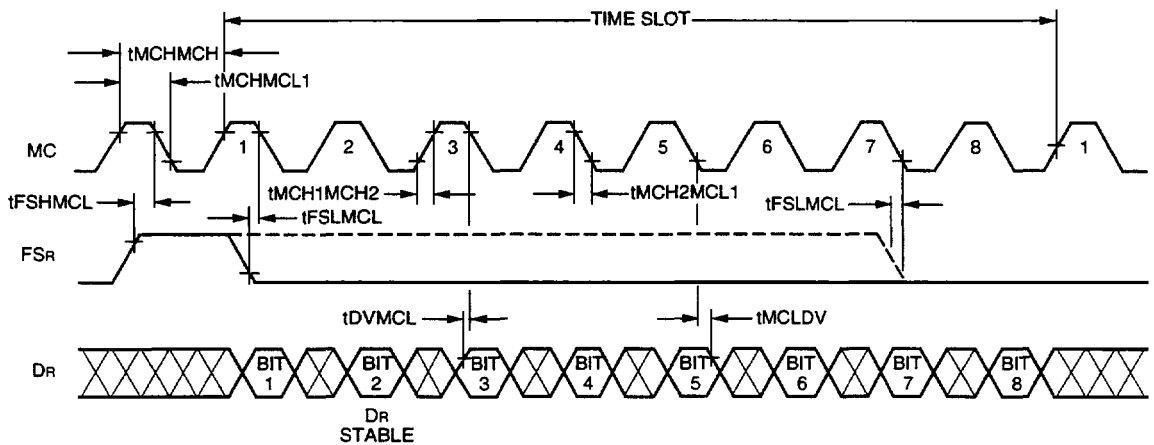 TIME SLOT
tMCHMCH
tMCHMCL1
MC
1 2 3 4 5 6 7 8 1
tMCH1MCH2
tMCH2MCL1
tFSHMCL
tFSLMCL
tFSLMCL
FSR
tDVMCL
tMCLDV
DR
BIT 1
BIT 2
BIT 3
BIT 4
BIT 5
BIT 6
BIT 7
BIT 8
DR
STABLE